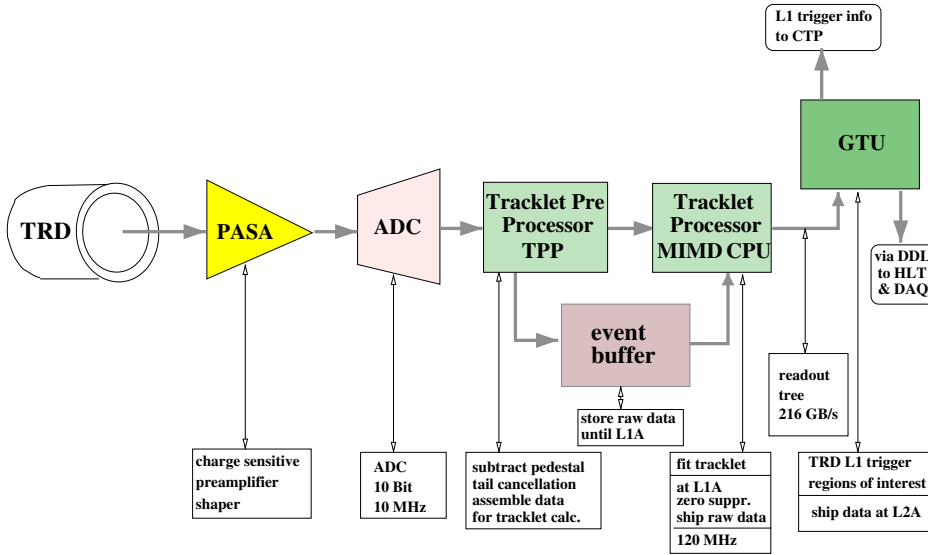 L1 trigger info
to CTP
GTU
TRD
PASA
ADC
Tracklet Pre
Processor
TPP
Tracklet
Processor
MIMD CPU
via DDL
to HLT
& DAQ
event
buffer
readout
tree
216 GB/s
store raw data
until L1A
charge sensitive
preamplifier
shaper
ADC
10 Bit
10 MHz
subtract pedestal
tail cancellation
assemble data
for tracklet calc.
fit tracklet
at L1A
zero suppr.
ship raw data
120 MHz
TRD L1 trigger
regions of interest
ship data at L2A